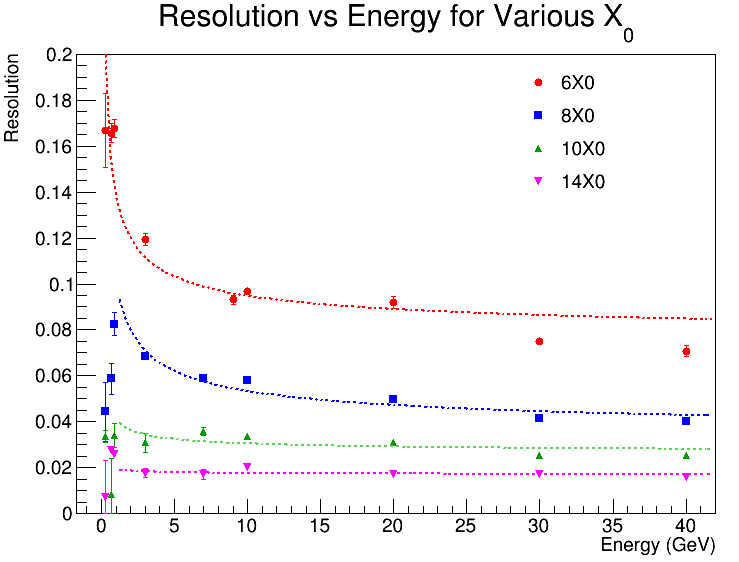 Resolution vs Energy for Various X0
Resolution
0.2
0.18
0.16
0.14
0.12
0.1
0.08
0.06
0.04
0.02
0
6X0
8X0
10X0
14X0
0 5 10 15 20 25 30 35 40
Energy (GeV)